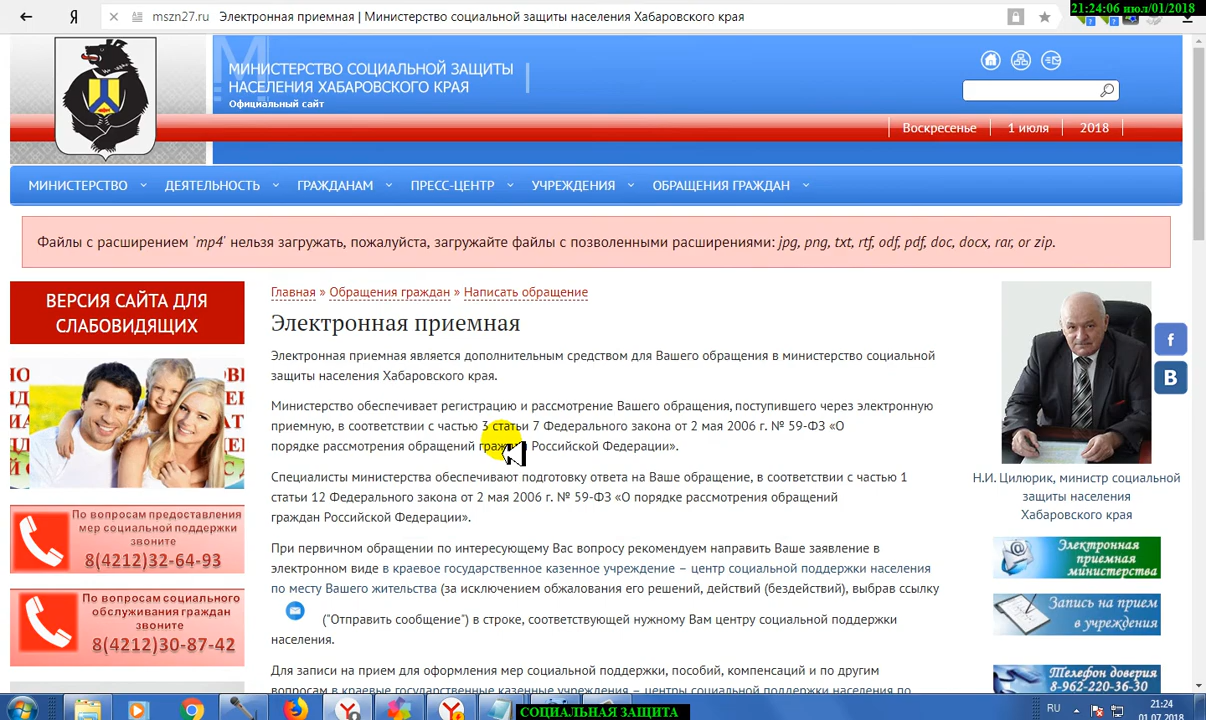 21:24:06 июл/01/2018
mszn27.ru Электронная приемная | Министерство социальной защиты населения Хабаровского края
МИНИСТЕРСТВО СОЦИАЛЬНОЙ ЗАЩИТЫ
НАСЕЛЕНИЯ ХАБАРОВСКОГО КРАЯ
Официальный сайт
Воскресенье 1 июля 2018
МИНИСТЕРСТВО ДЕЯТЕЛЬНОСТЬ ГРАЖДАНАМ ПРЕСС-ЦЕНТР УЧРЕЖДЕНИЯ ОБРАЩЕНИЯ ГРАЖДАН
Файлы с расширением 'mp4' нельзя загружать, пожалуйста, загружайте файлы с позволенными расширениями: jpg, png, txt, rtf, odf, pdf, doc, docx, rar, or zip.
ВЕРСИЯ САЙТА ДЛЯ
СЛАБОВИДЯЩИХ
По вопросам предоставления
мер социальной поддержки
звоните
8(4212)32-64-93
По вопросам социального
обслуживания граждан
звоните
8(4212)30-87-42
Главная » Обращения граждан » Написать обращение
Электронная приемная
Электронная приемная является дополнительным средством для Вашего обращения в министерство социальной
защиты населения Хабаровского края.
Министерство обеспечивает регистрацию и рассмотрение Вашего обращения, поступившего через электронную
приемную, в соответствии с частью 3 статьи 7 Федерального закона от 2 мая 2006 г. № 59-ФЗ «О
порядке рассмотрения обращений граждан Российской Федерации».
Специалисты министерства обеспечивают подготовку ответа на Ваше обращение, в соответствии с частью 1
статьи 12 Федерального закона от 2 мая 2006 г. № 59-ФЗ «О порядке рассмотрения обращений
граждан Российской Федерации».
При первичном обращении по интересующему Вас вопросу рекомендуем направить Ваше заявление в
электронном виде в краевое государственное казенное учреждение – центр социальной поддержки населения
по месту Вашего жительства (за исключением обжалования его решений, действий (бездействий), выбрав ссылку
("Отправить сообщение") в строке, соответствующей нужному Вам центру социальной поддержки
населения.
Для записи на прием для оформления мер социальной поддержки, пособий, компенсаций и по другим
вопросам в краевые государственные казенные учреждения – центры социальной поддержки населения по
Н.И. Цилюрик, министр социальной
защиты населения
Хабаровского края
Электронная
приемная
министерства
Запись на прием
в учреждения
Телефон доверия
8-962-220-36-30
СОЦИАЛЬНАЯ ЗАЩИТА
RU
21:24
01.07.2018